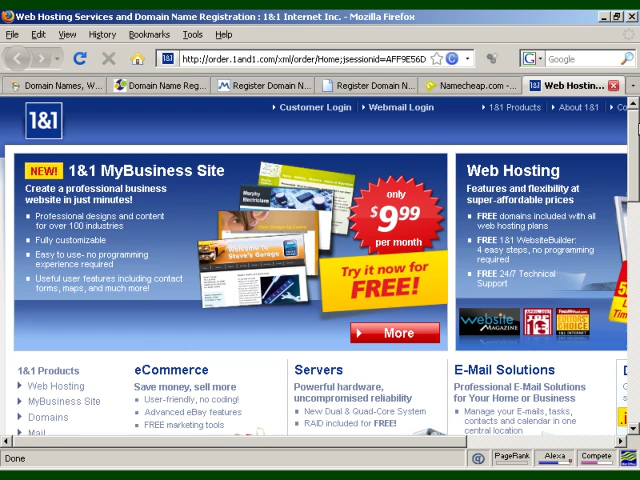 Web Hosting Services and Domain Name Registration : 1&1 Internet Inc. - Mozilla Firefox
File Edit View History Bookmarks Tools Help
http://order.1and1.com/xml/order/Home;jsessionid=AFF9E56D
Google
Domain Names, W...
Domain Name Reg...
Register Domain N...
Register Domain N...
Namecheap.com -...
Web Hostin...
Customer Login
Webmail Login
1&1 Products
About 1&1
Co
1&1
NEW! 1&1 MyBusiness Site
Create a professional business
website in just minutes!
Professional designs and content
for over 100 industries
Fully customizable
Easy to use- no programming
experience required
Useful user features including contact
forms, maps, and much more!
Murphy
Electricians
Welcome to
Steve's Garage
only
$9.99
per month
Try it now for
FREE!
More
Web Hosting
Features and flexibility at
super-affordable prices
FREE domains included with all
web hosting plans
FREE 1&1 WebsiteBuilder:
4 easy steps, no programming
required
FREE 24/7 Technical
Support
website
MAGAZINE
EDITORS'
CHOICE
1&1 Products
Web Hosting
MyBusiness Site
Domains
Mail
eCommerce
Save money, sell more
User-friendly, no coding!
Advanced eBay features
FREE marketing tools
Servers
Powerful hardware,
uncompromised reliability
New Dual & Quad-Core System
RAID included for FREE!
E-Mail Solutions
Professional E-Mail Solutions
for Your Home or Business
Manage your E-mails, tasks,
contacts and calendar in one
central location
Done
PageRank
Alexa
Compete